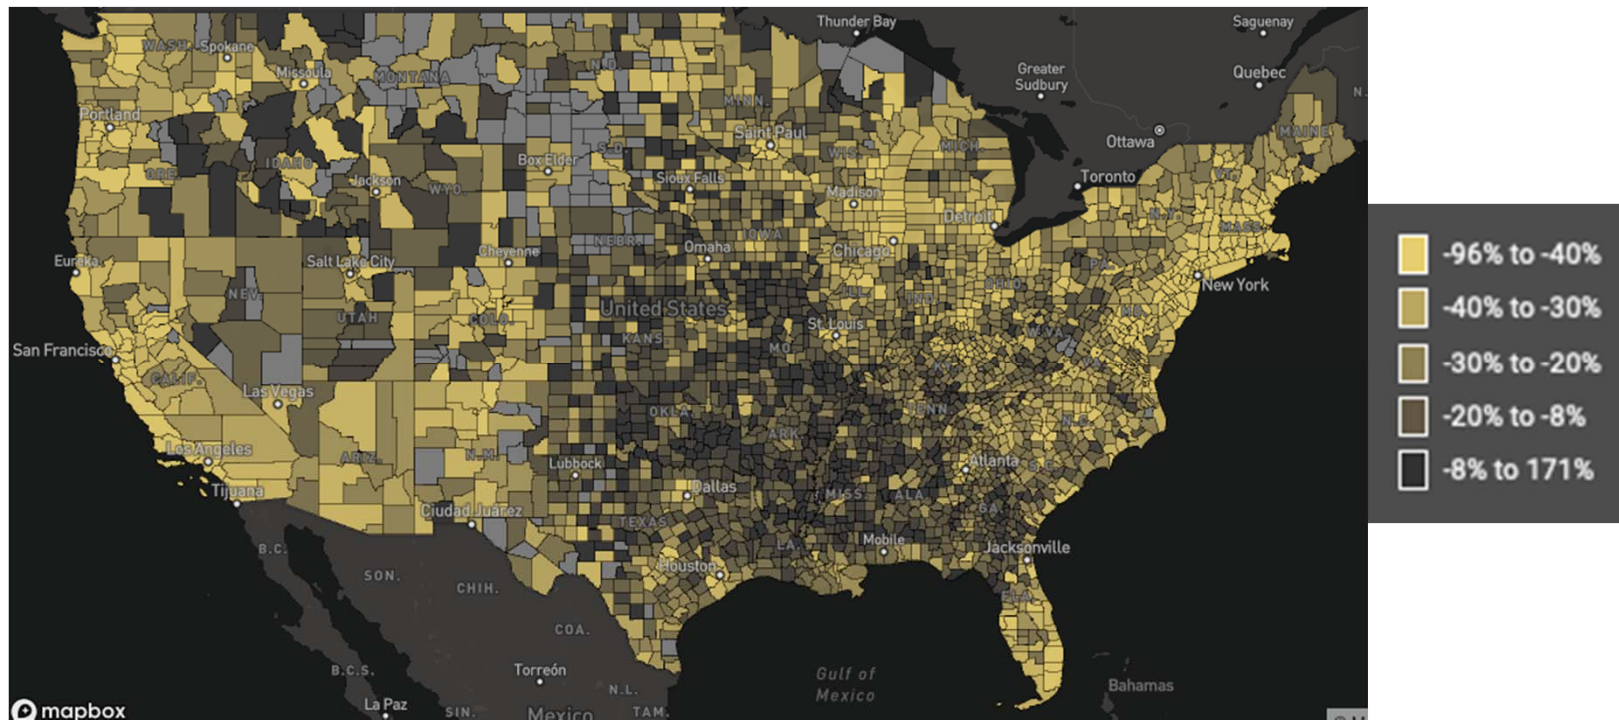 Thunder Bay
Saguenay
WASH.
Spokane
Missoula
MONTANA
N.D.
Greater
Sudbury
Quebec
N.
Portland
MINN.
Saint Paul
Ottawa
MAINE
IDAHO
Box Elder
S.D.
WIS.
MICH.
ORE.
Jackson
WYO.
Sioux Falls
Madison
Toronto
VT.
Detroit
N.Y.
MASS.
NEBR.
Omaha
IOWA
Chicago
Eureka
Salt Lake City
Cheyenne
PA.
NEV.
UTAH
COLO.
United States
ILL.
IND.
OHIO
New York
St. Louis
W.VA.
MD.
San Francisco
KANS.
MO.
KY.
CALIF.
Las Vegas
OKLA.
ARK.
TENN.
N.C.
Los Angeles
ARIZ.
N.M.
Lubbock
Atlanta
S.C.
Tijuana
Dallas
MISS.
ALA.
GA.
Ciudad Juárez
TEXAS
LA.
Mobile
Jacksonville
B.C.
SON.
CHIH.
Houston
FLA.
COA.
B.C.S.
Torreón
Gulf of
Mexico
Bahamas
N.L.
mapbox
La Paz
SIN.
Mexico
TAM.
-96% to -40%
-40% to -30%
-30% to -20%
-20% to -8%
-8% to 171%